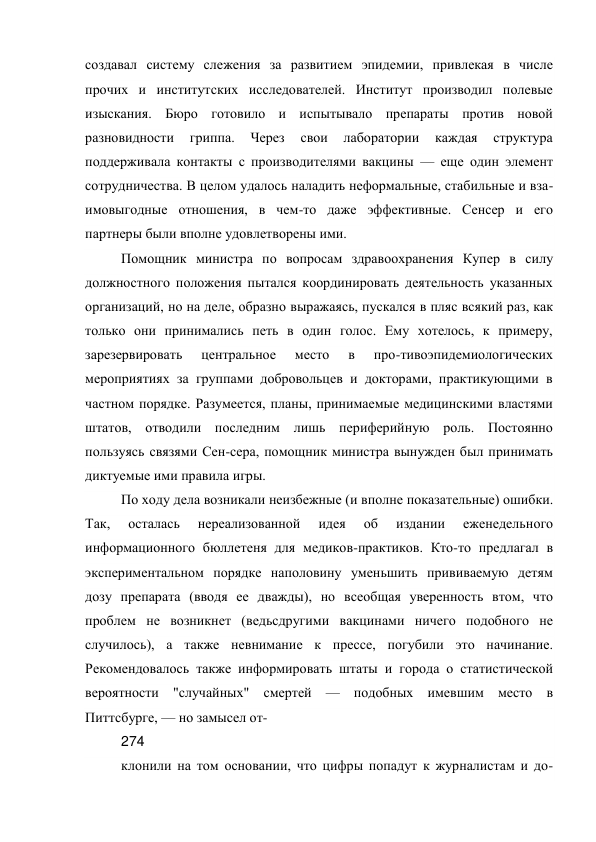 создавал систему слежения за развитием эпидемии, привлекая в числе
прочих и институтских исследователей. Институт производил полевые
изыскания. Бюро готовило и испытывало препараты против новой
разновидности гриппа. Через свои лаборатории каждая структура
поддерживала контакты с производителями вакцины — еще один элемент
сотрудничества. В целом удалось наладить неформальные, стабильные и вза-
имовыгодные отношения, в чем-то даже эффективные. Сенсер и его
партнеры были вполне удовлетворены ими.
Помощник министра по вопросам здравоохранения Купер в силу
должностного положения пытался координировать деятельность указанных
организаций, но на деле, образно выражаясь, пускался в пляс всякий раз, как
только они принимались петь в один голос. Ему хотелось, к примеру,
зарезервировать центральное место в про-тивоэпидемиологических
мероприятиях за группами добровольцев и докторами, практикующими в
частном порядке. Разумеется, планы, принимаемые медицинскими властями
штатов, отводили последним лишь периферийную роль. Постоянно
пользуясь связями Сен-сера, помощник министра вынужден был принимать
диктуемые ими правила игры.
По ходу дела возникали неизбежные (и вполне показательные) ошибки.
Так, осталась нереализованной идея об издании еженедельного
информационного бюллетеня для медиков-практиков. Кто-то предлагал в
экспериментальном порядке наполовину уменьшить прививаемую детям
дозу препарата (вводя ее дважды), но всеобщая уверенность втом, что
проблем не возникнет (ведьсдругими вакцинами ничего подобного не
случилось), а также невнимание к прессе, погубили это начинание.
Рекомендовалось также информировать штаты и города о статистической
вероятности "случайных" смертей — подобных имевшим место в
Питтсбурге, — но замысел от-
274
клонили на том основании, что цифры попадут к журналистам и до-